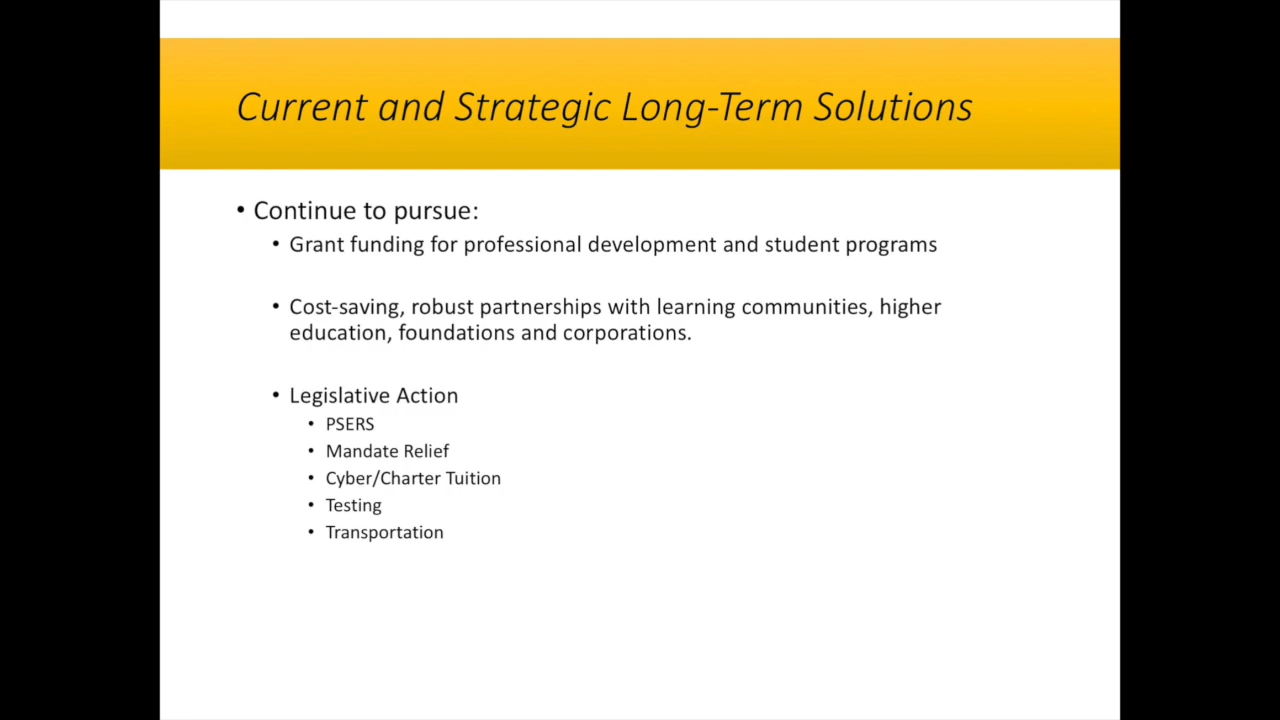 Current and Strategic Long-Term Solutions
• Continue to pursue:
• Grant funding for professional development and student programs
• Cost-saving, robust partnerships with learning communities, higher
education, foundations and corporations.
• Legislative Action
• PSERS
• Mandate Relief
• Cyber/Charter Tuition
• Testing
• Transportation